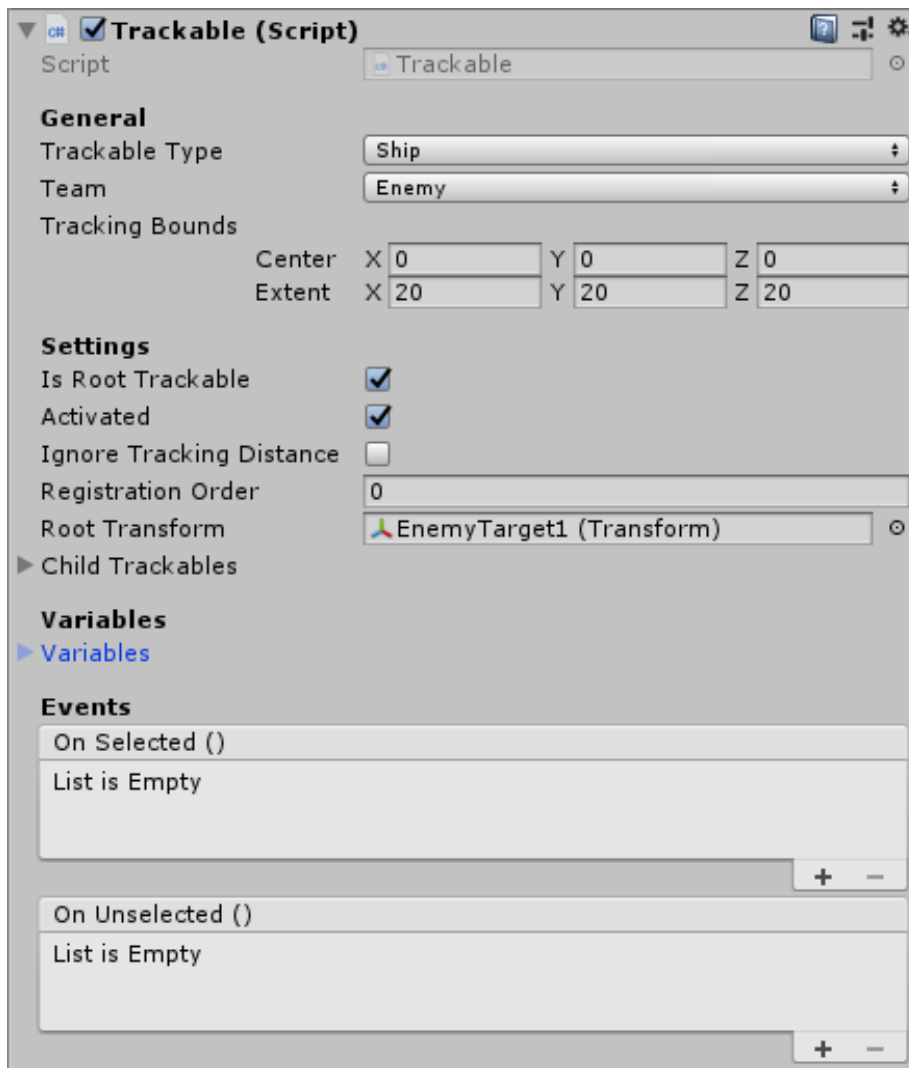 Trackable (Script)
Script Trackable
General
Trackable Type Ship
Team Enemy
Tracking Bounds
Center X 0 Y 0 Z 0
Extent X 20 Y 20 Z 20
Settings
Is Root Trackable
Activated
Ignore Tracking Distance
Registration Order 0
Root Transform EnemyTarget1 (Transform)
Child Trackables
Variables
Variables
Events
On Selected ()
List is Empty
+ −
On Unselected ()
List is Empty
+ −